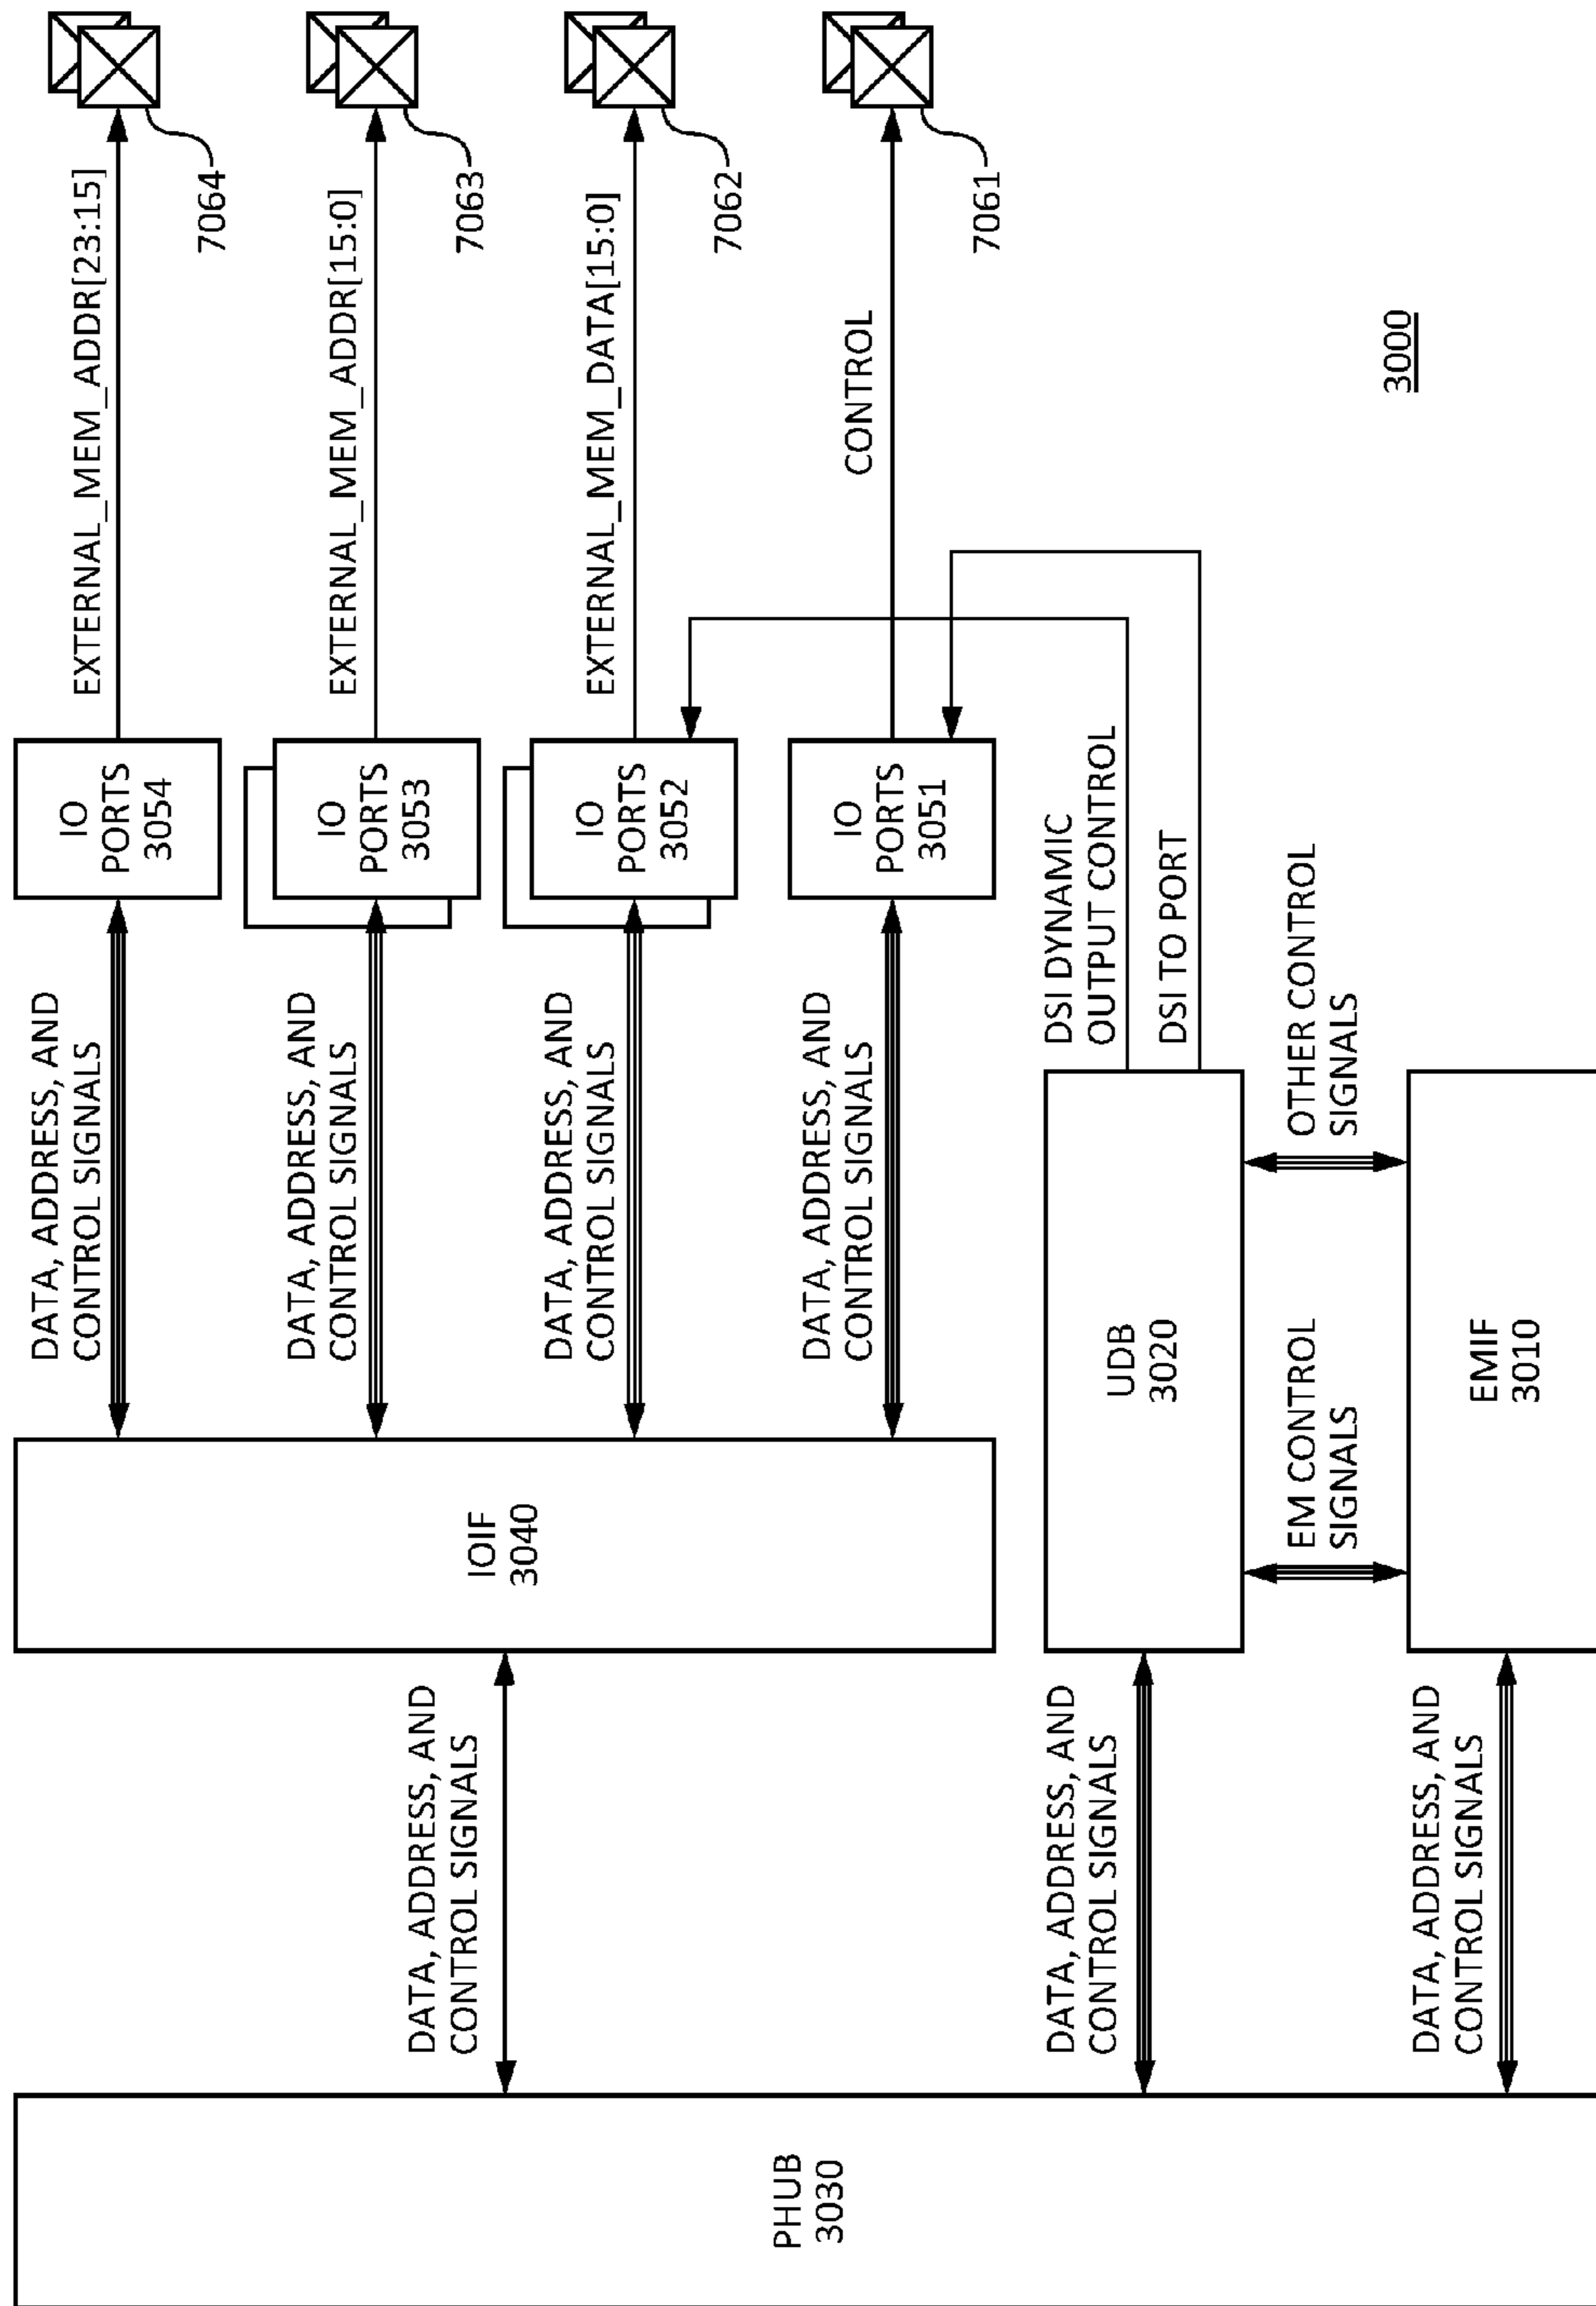 PHUB
3030
DATA, ADDRESS, AND
CONTROL SIGNALS
DATA, ADDRESS, AND
CONTROL SIGNALS
DATA, ADDRESS, AND
CONTROL SIGNALS
IOIF
3040
UDB
3020
EMIF
3010
EM CONTROL
SIGNALS
OTHER CONTROL
SIGNALS
DATA, ADDRESS, AND
CONTROL SIGNALS
DATA, ADDRESS, AND
CONTROL SIGNALS
DATA, ADDRESS, AND
CONTROL SIGNALS
DATA, ADDRESS, AND
CONTROL SIGNALS
DSI DYNAMIC
OUTPUT CONTROL
DSI TO PORT
IO
PORTS
3054
IO
PORTS
3053
IO
PORTS
3052
IO
PORTS
3051
EXTERNAL_MEM_ADDR[23:15]
EXTERNAL_MEM_ADDR[15:0]
EXTERNAL_MEM_DATA[15:0]
CONTROL
7064
7063
7062
7061
3000